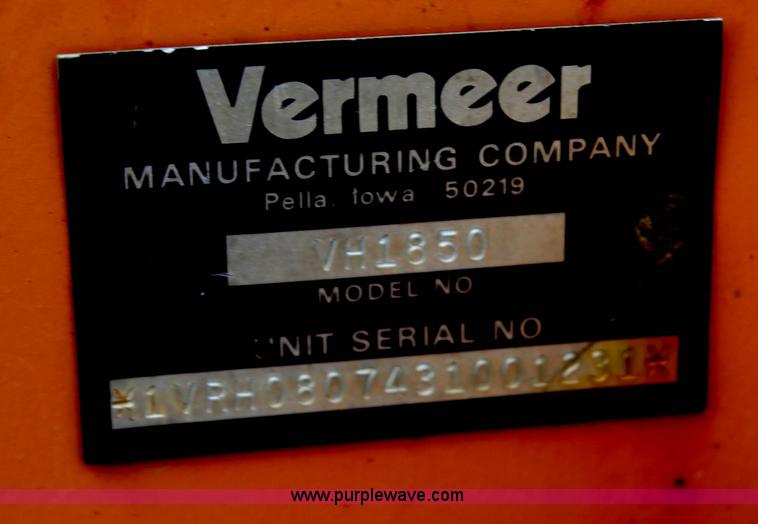 Vermeer
MANUFACTURING COMPANY
Pella, Iowa 50219
VH1850
MODEL NO
UNIT SERIAL NO
*1VRH0807431001231*
www.purplewave.com